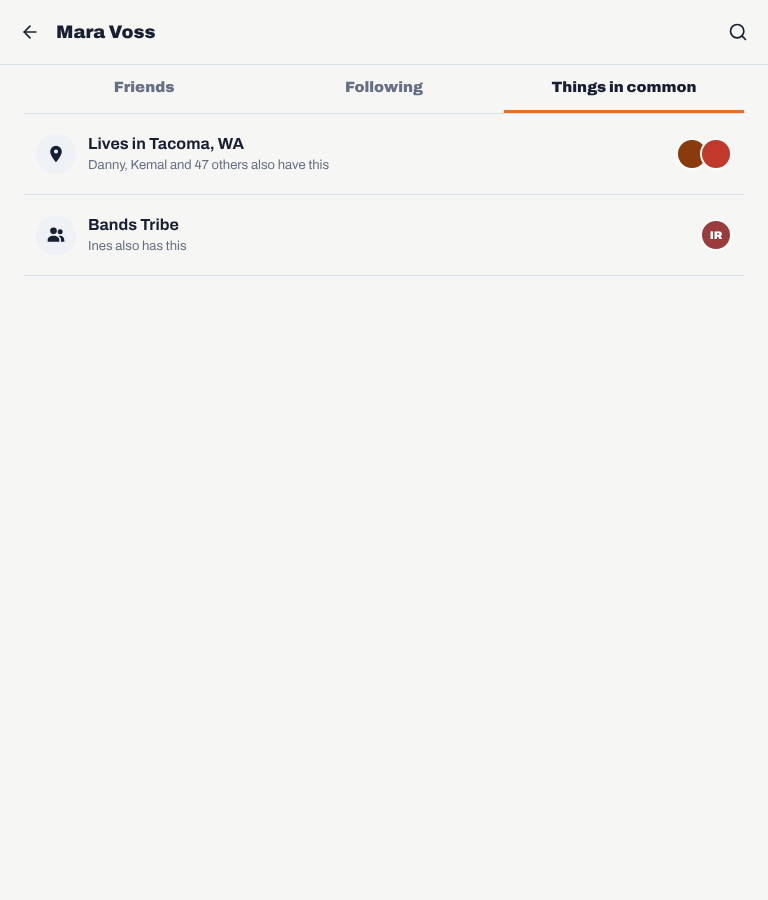 Mara Voss
Friends
Following
Things in common
Lives in Tacoma, WA
Danny, Kemal and 47 others also have this
Bands Tribe
Ines also has this
IR